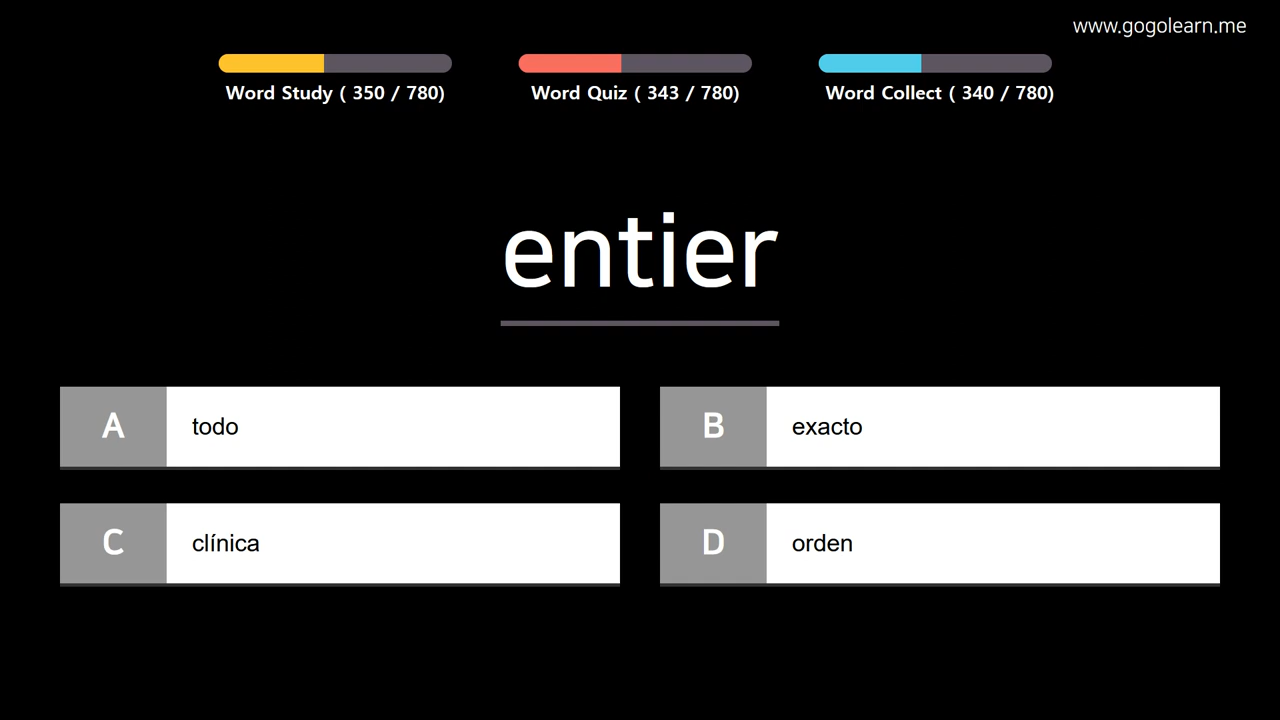 www.gogolearn.me
Word Study ( 350 / 780)
Word Quiz ( 343 / 780)
Word Collect ( 340 / 780)
entier
A todo
B exacto
C clínica
D orden